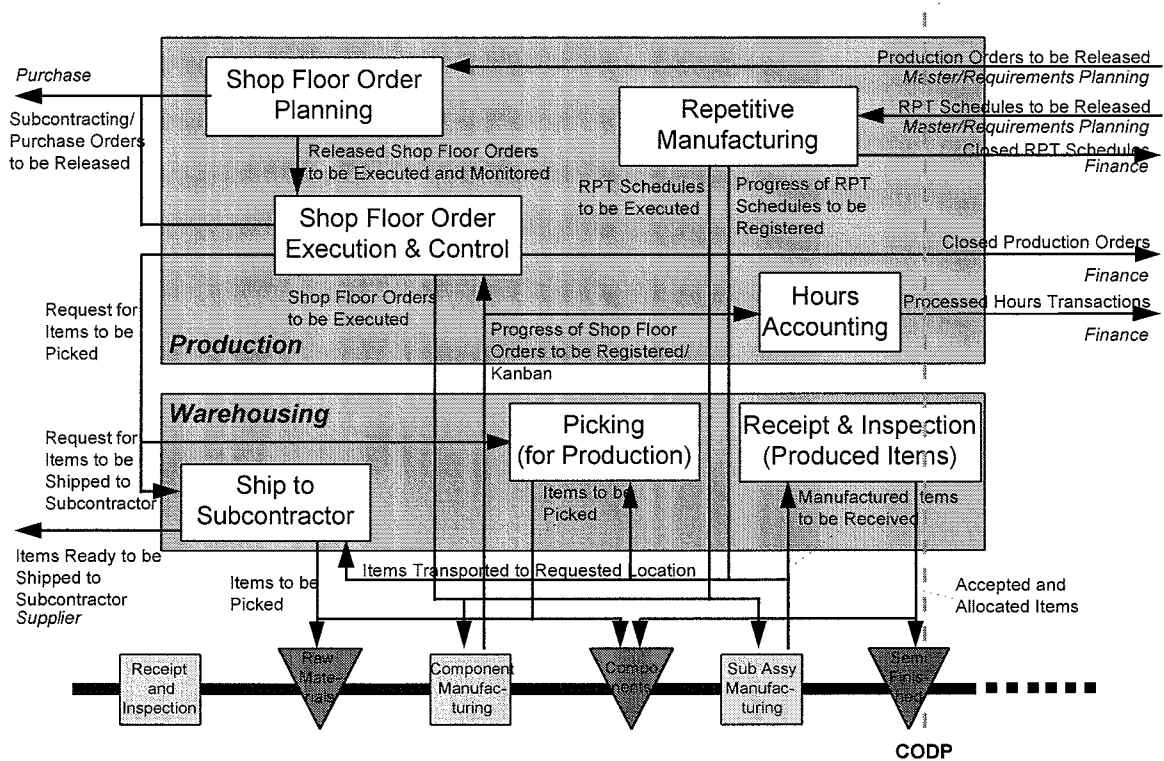 Purchase
Subcontracting/
Purchase Orders
to be Released
Shop Floor Order
Planning
Production Orders to be Released
Master/Requirements Planning
Repetitive
Manufacturing
RPT Schedules to be Released
Master/Requirements Planning
Closed RPT Schedules
Finance
Released Shop Floor Orders
to be Executed and Monitored
RPT Schedules
to be Executed
Progress of RPT
Schedules to be
Registered
Shop Floor Order
Execution & Control
Closed Production Orders
Finance
Shop Floor Orders
to be Executed
Hours
Accounting
Processed Hours Transactions
Finance
Request for
Items to be
Picked
Progress of Shop Floor
Orders to be Registered/
Kanban
Production
Warehousing
Picking
(for Production)
Receipt & Inspection
(Produced Items)
Request for
Items to be
Shipped to
Subcontractor
Ship to
Subcontractor
Items to be
Picked
Manufactured Items
to be Received
Items Ready to be
Shipped to
Subcontractor
Supplier
Items to be
Picked
Items Transported to Requested Location
Accepted and
Allocated Items
Receipt
and
Inspection
Raw
Mate-
rials
Component
Manufac-
turing
Compo-
nents
Sub Assy
Manufac-
turing
Semi
Finis-
hed
CODP